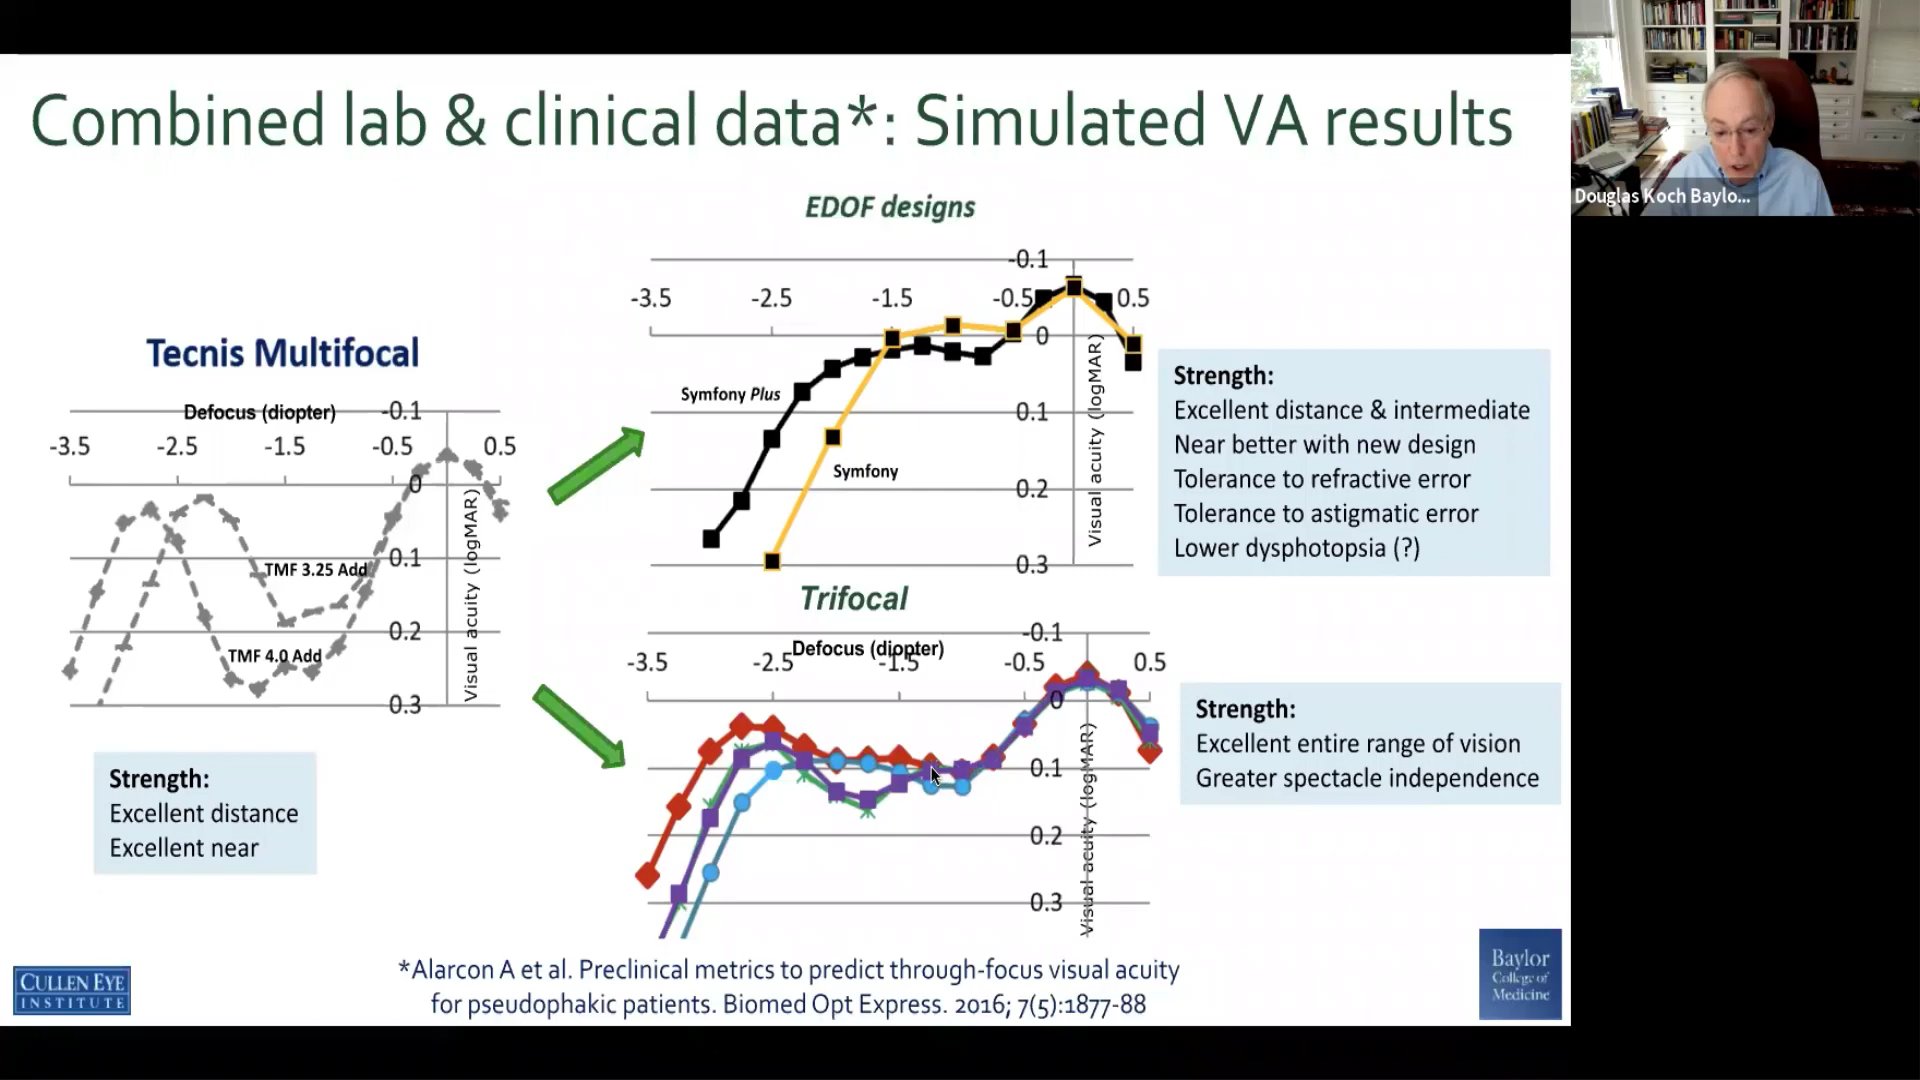 Combined lab & clinical data*: Simulated VA results
Douglas Koch Baylo...
Tecnis Multifocal
Defocus (diopter)
-0.1
-3.5 -2.5 -1.5 -0.5 0.5
0
0.1
0.2
0.3
TMF 3.25 Add
TMF 4.0 Add
Visual acuity (logMAR)
Strength:
Excellent distance
Excellent near
EDOF designs
-0.1
-3.5 -2.5 -1.5 -0.5 0.5
0
0.1
0.2
0.3
Symfony Plus
Symfony
Visual acuity (logMAR)
Strength:
Excellent distance & intermediate
Near better with new design
Tolerance to refractive error
Tolerance to astigmatic error
Lower dysphotopsia (?)
Trifocal
Defocus (diopter)
-0.1
-3.5 -2.5 -1.5 -0.5 0.5
0
0.1
0.2
0.3
Visual acuity (logMAR)
Strength:
Excellent entire range of vision
Greater spectacle independence
*Alarcon A et al. Preclinical metrics to predict through-focus visual acuity
for pseudophakic patients. Biomed Opt Express. 2016; 7(5):1877-88
CULLEN EYE
INSTITUTE
Baylor
College of
Medicine